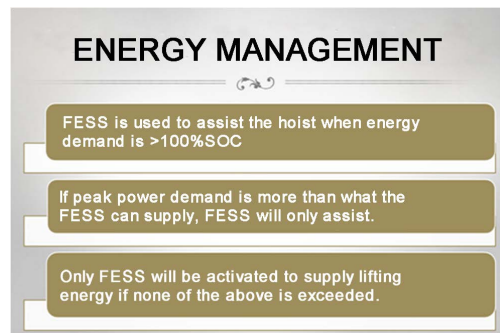 ENERGY MANAGEMENT
FESS is used to assist the hoist when energy
demand is >100%SOC
If peak power demand is more than what the
FESS can supply, FESS will only assist.
Only FESS will be activated to supply lifting
energy if none of the above is exceeded.